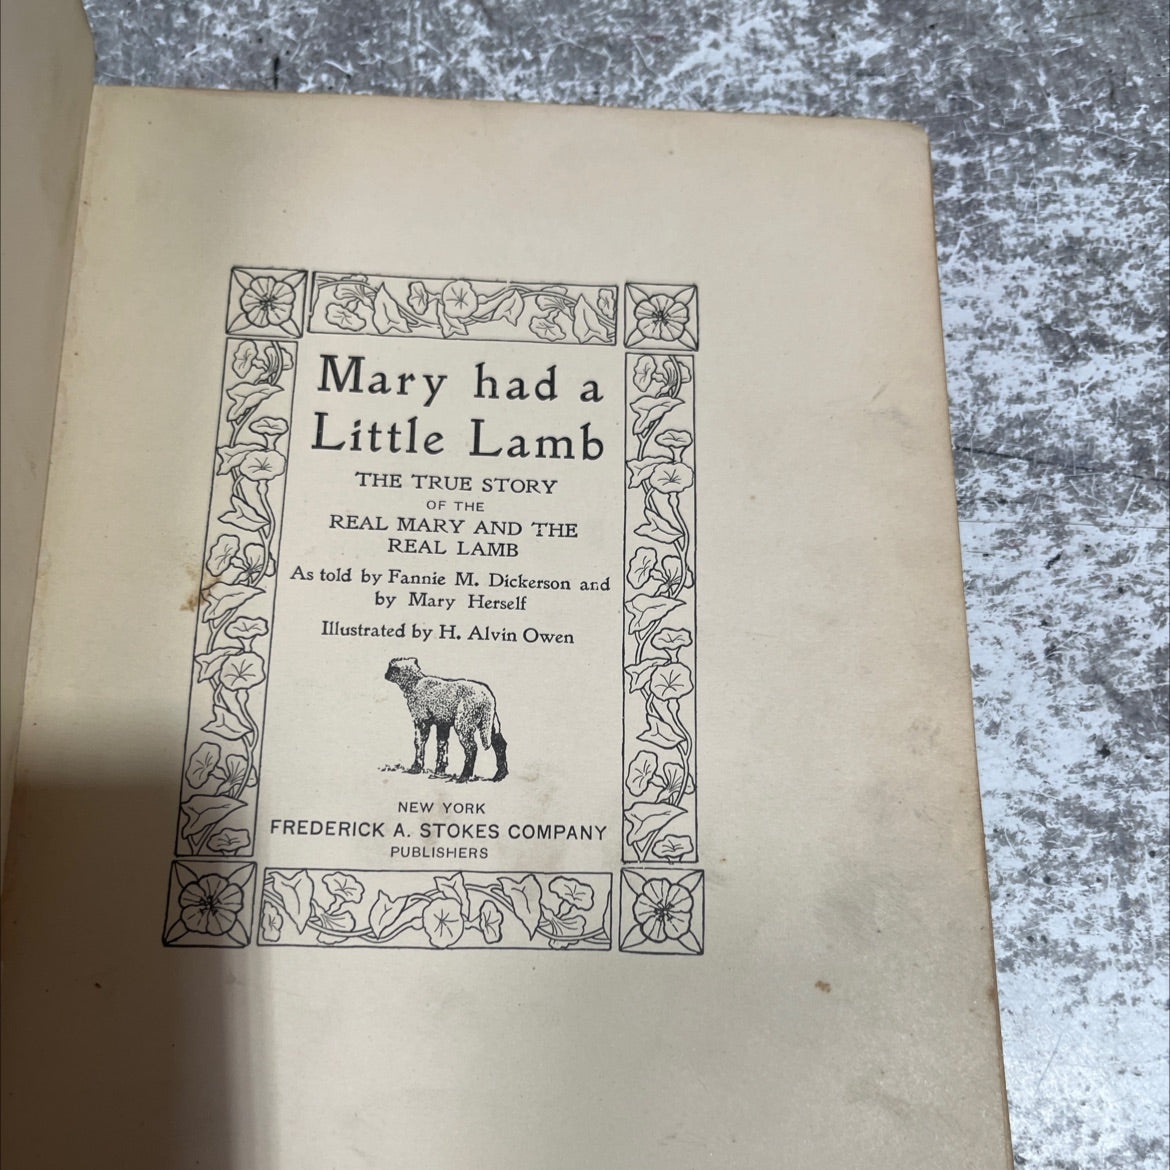 Mary had a
Little Lamb
THE TRUE STORY
OF THE
REAL MARY AND THE
REAL LAMB
As told by Fannie M. Dickerson and
by Mary Herself
Illustrated by H. Alvin Owen
NEW YORK
FREDERICK A. STOKES COMPANY
PUBLISHERS